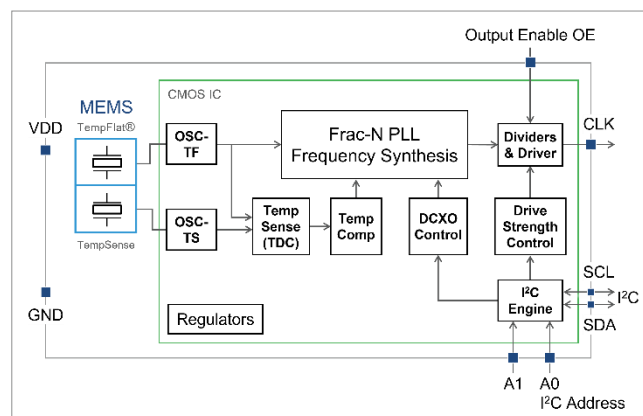 Output Enable OE
CMOS IC
MEMS
TempFlat®
VDD
OSC-
TF
Frac-N PLL
Frequency Synthesis
Dividers
& Driver
CLK
TempSense
OSC-
TS
Temp
Sense
(TDC)
Temp
Comp
DCXO
Control
Drive
Strength
Control
GND
Regulators
I²C
Engine
SCL
I²C
SDA
A1
A0
I²C Address